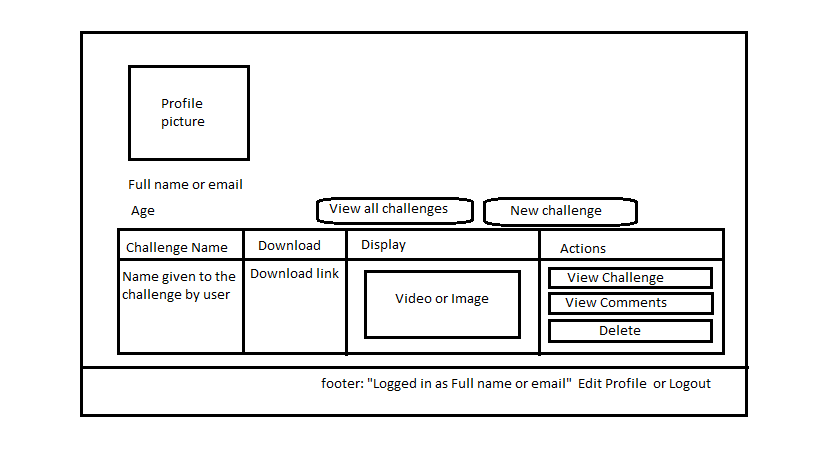 Profile
picture
Full name or email
Age
View all challenges
New challenge
Challenge Name
Download
Display
Actions
Name given to the
challenge by user
Download link
Video or Image
View Challenge
View Comments
Delete
footer: "Logged in as Full name or email" Edit Profile or Logout